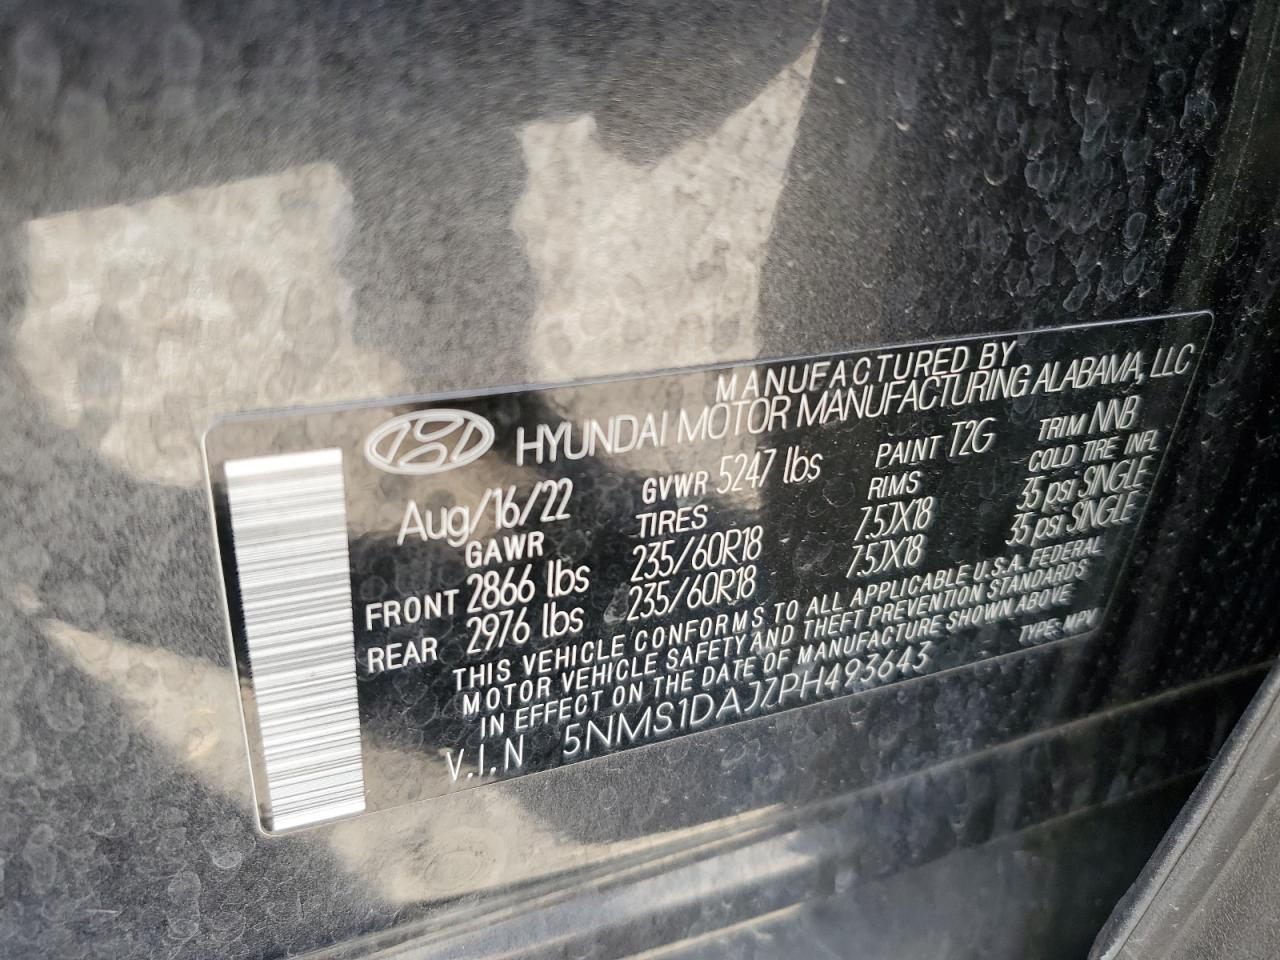 MANUFACTURED BY
HYUNDAI MOTOR MANUFACTURING ALABAMA, LLC
Aug/16/22 GVWR 5247 lbs PAINT T2G TRIM NNB
GAWR TIRES RIMS COLD TIRE INFL
FRONT 2866 lbs 235/60R18 7.5JX18 35 psi SINGLE
REAR 2976 lbs 235/60R18 7.5JX18 35 psi SINGLE
THIS VEHICLE CONFORMS TO ALL APPLICABLE U.S.A. FEDERAL
MOTOR VEHICLE SAFETY AND THEFT PREVENTION STANDARDS
IN EFFECT ON THE DATE OF MANUFACTURE SHOWN ABOVE
V.I.N 5NMS1DAJ7PH493643 TYPE: MPV